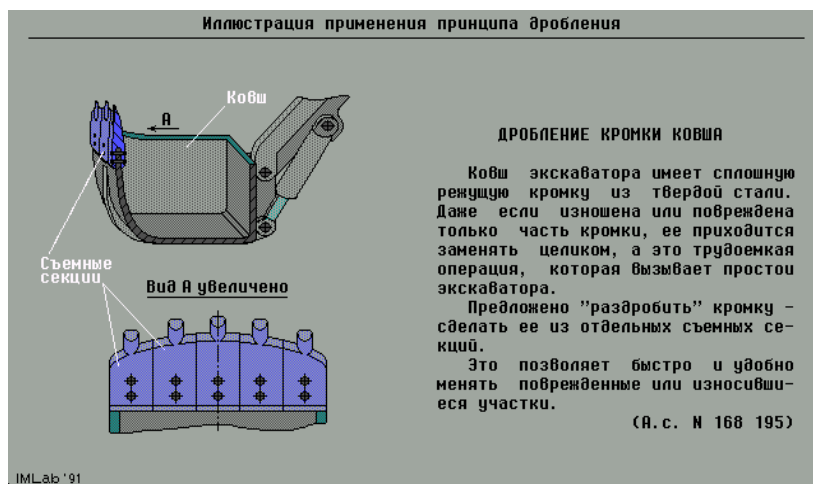 Иллюстрация применения принципа дробления
Ковш
А
Съемные
секции
Вид А увеличено
ДРОБЛЕНИЕ КРОМКИ КОВША
Ковш экскаватора имеет сплошную
режущую кромку из твердой стали.
Даже если изношена или повреждена
только часть кромки, ее приходится
заменять целиком, а это трудоемкая
операция, которая вызывает простои
экскаватора.
Предложено "раздробить" кромку -
сделать ее из отдельных съемных се-
кций.
Это позволяет быстро и удобно
менять поврежденные или износивши-
еся участки.
(А.с. N 168 195)
IMLab '91